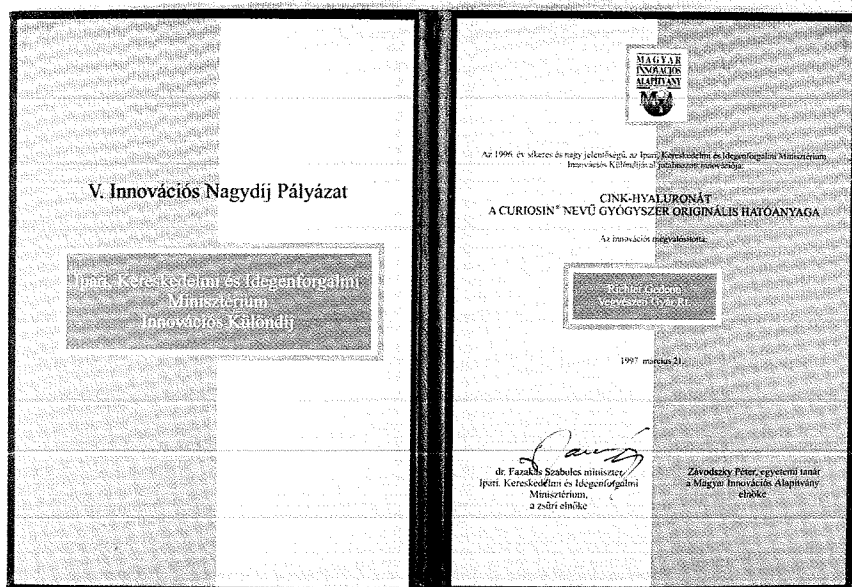 V. Innovációs Nagydíj Pályázat
Ipari, Kereskedelmi és Idegenforgalmi
Minisztérium
Innovációs Különdíj
MAGYAR
INNOVÁCIÓS
ALAPÍTVÁNY
Az 1996. év sikeres és nagy jelentőségű, az Ipari, Kereskedelmi és Idegenforgalmi Minisztérium
Innovációs Különdíjával jutalmazott innovációja:
CINK-HYALURONÁT
A CURIOSIN® NEVŰ GYÓGYSZER ORIGINÁLIS HATÓANYAGA
Az innovációt megvalósította:
Richter Gedeon
Vegyészeti Gyár Rt.
1997. március 21.
dr. Fazakas Szabolcs miniszter
Ipari, Kereskedelmi és Idegenforgalmi
Minisztérium,
a zsűri elnöke
Závodszky Péter, egyetemi tanár
a Magyar Innovációs Alapítvány
elnöke